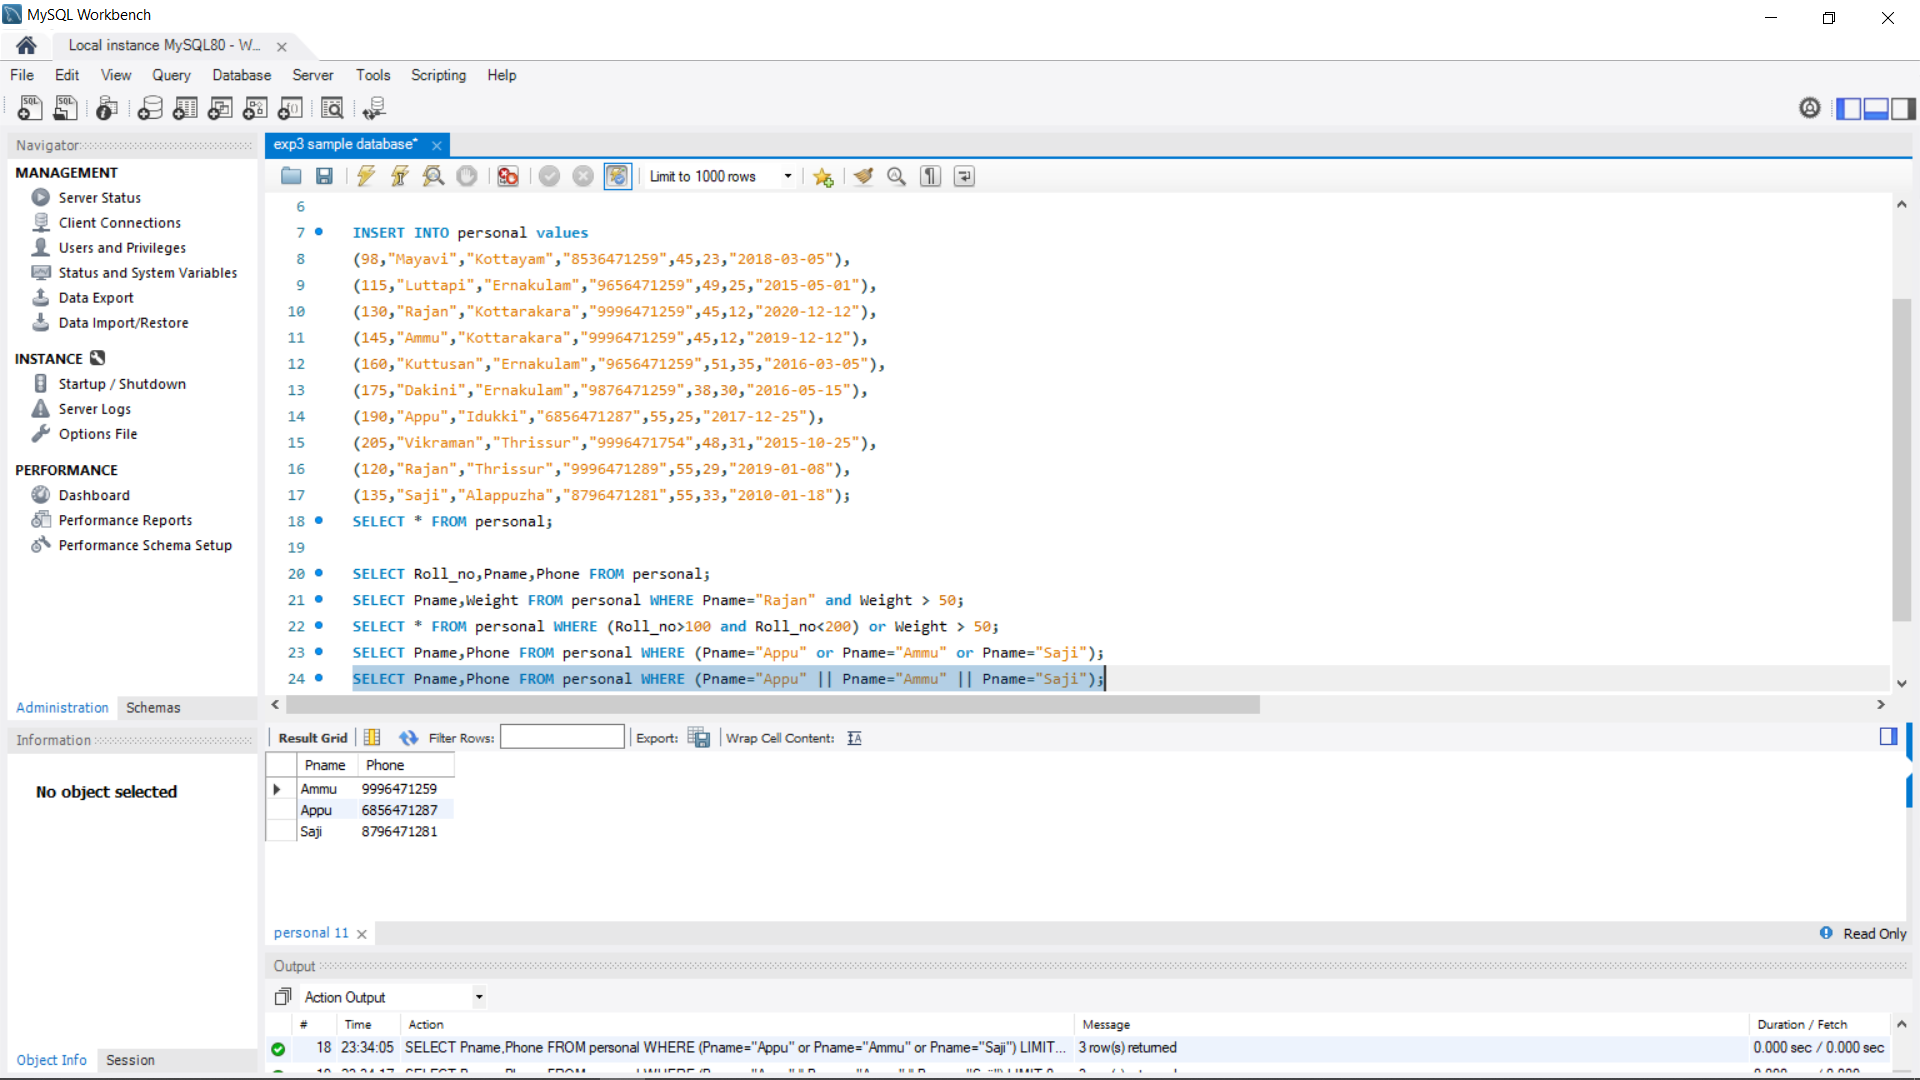 MySQL Workbench
Local instance MySQL80 - W...
File Edit View Query Database Server Tools Scripting Help
Navigator
MANAGEMENT
Server Status
Client Connections
Users and Privileges
Status and System Variables
Data Export
Data Import/Restore
INSTANCE
Startup / Shutdown
Server Logs
Options File
PERFORMANCE
Dashboard
Performance Reports
Performance Schema Setup
Administration Schemas
Information
No object selected
Object Info Session
exp3 sample database*
Limit to 1000 rows
6
7 INSERT INTO personal values
8 (98,"Mayavi","Kottayam","8536471259",45,23,"2018-03-05"),
9 (115,"Luttapi","Ernakulam","9656471259",49,25,"2015-05-01"),
10 (130,"Rajan","Kottarakara","9996471259",45,12,"2020-12-12"),
11 (145,"Ammu","Kottarakara","9996471259",45,12,"2019-12-12"),
12 (160,"Kuttusan","Ernakulam","9656471259",51,35,"2016-03-05"),
13 (175,"Dakini","Ernakulam","9876471259",38,30,"2016-05-15"),
14 (190,"Appu","Idukki","6856471287",55,25,"2017-12-25"),
15 (205,"Vikraman","Thrissur","9996471754",48,31,"2015-10-25"),
16 (120,"Rajan","Thrissur","9996471289",55,29,"2019-01-08"),
17 (135,"Saji","Alappuzha","8796471281",55,33,"2010-01-18");
18 SELECT * FROM personal;
19
20 SELECT Roll_no,Pname,Phone FROM personal;
21 SELECT Pname,Weight FROM personal WHERE Pname="Rajan" and Weight > 50;
22 SELECT * FROM personal WHERE (Roll_no>100 and Roll_no<200) or Weight > 50;
23 SELECT Pname,Phone FROM personal WHERE (Pname="Appu" or Pname="Ammu" or Pname="Saji");
24 SELECT Pname,Phone FROM personal WHERE (Pname="Appu" || Pname="Ammu" || Pname="Saji");
Result Grid Filter Rows: Export: Wrap Cell Content:
Pname Phone
Ammu 9996471259
Appu 6856471287
Saji 8796471281
personal 11 Read Only
Output
Action Output
# Time Action Message Duration / Fetch
18 23:34:05 SELECT Pname,Phone FROM personal WHERE (Pname="Appu" or Pname="Ammu" or Pname="Saji") LIMIT... 3 row(s) returned 0.000 sec / 0.000 sec